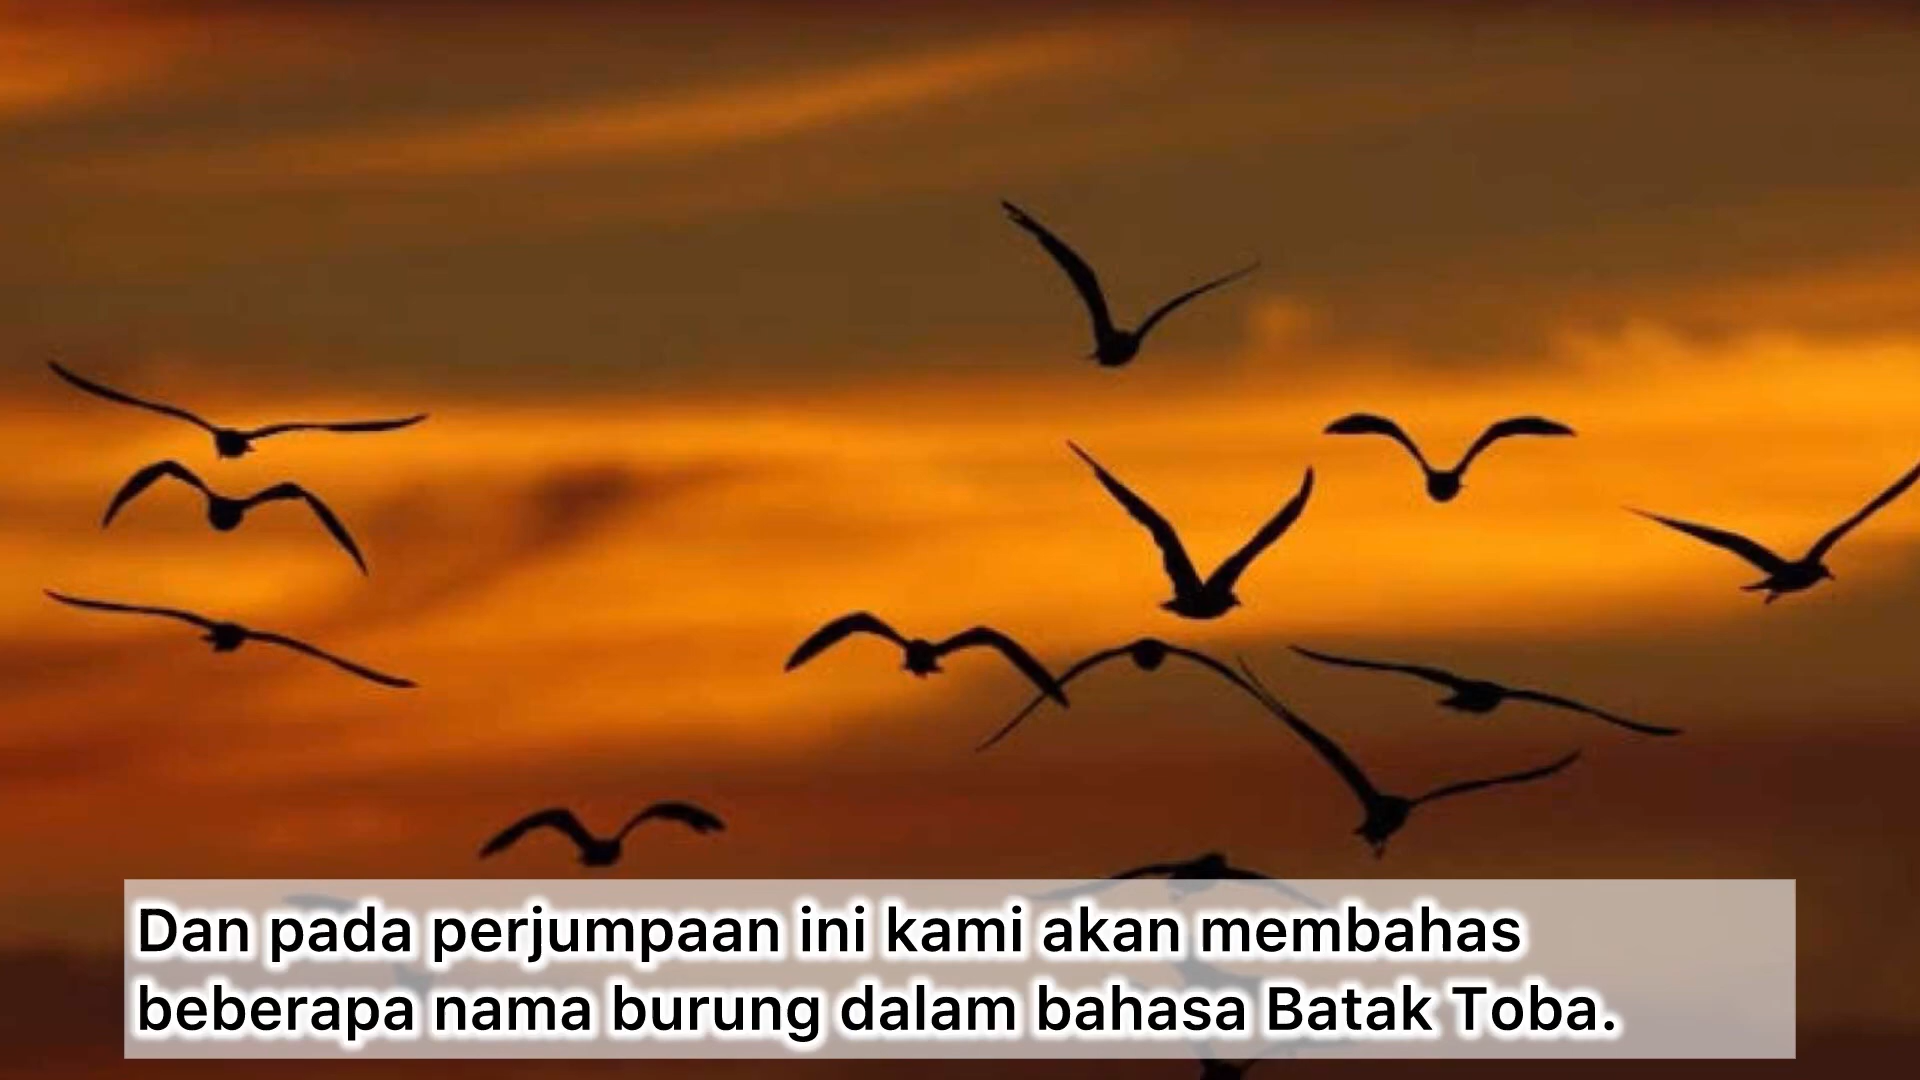 Dan pada perjumpaan ini kami akan membahas
beberapa nama burung dalam bahasa Batak Toba.